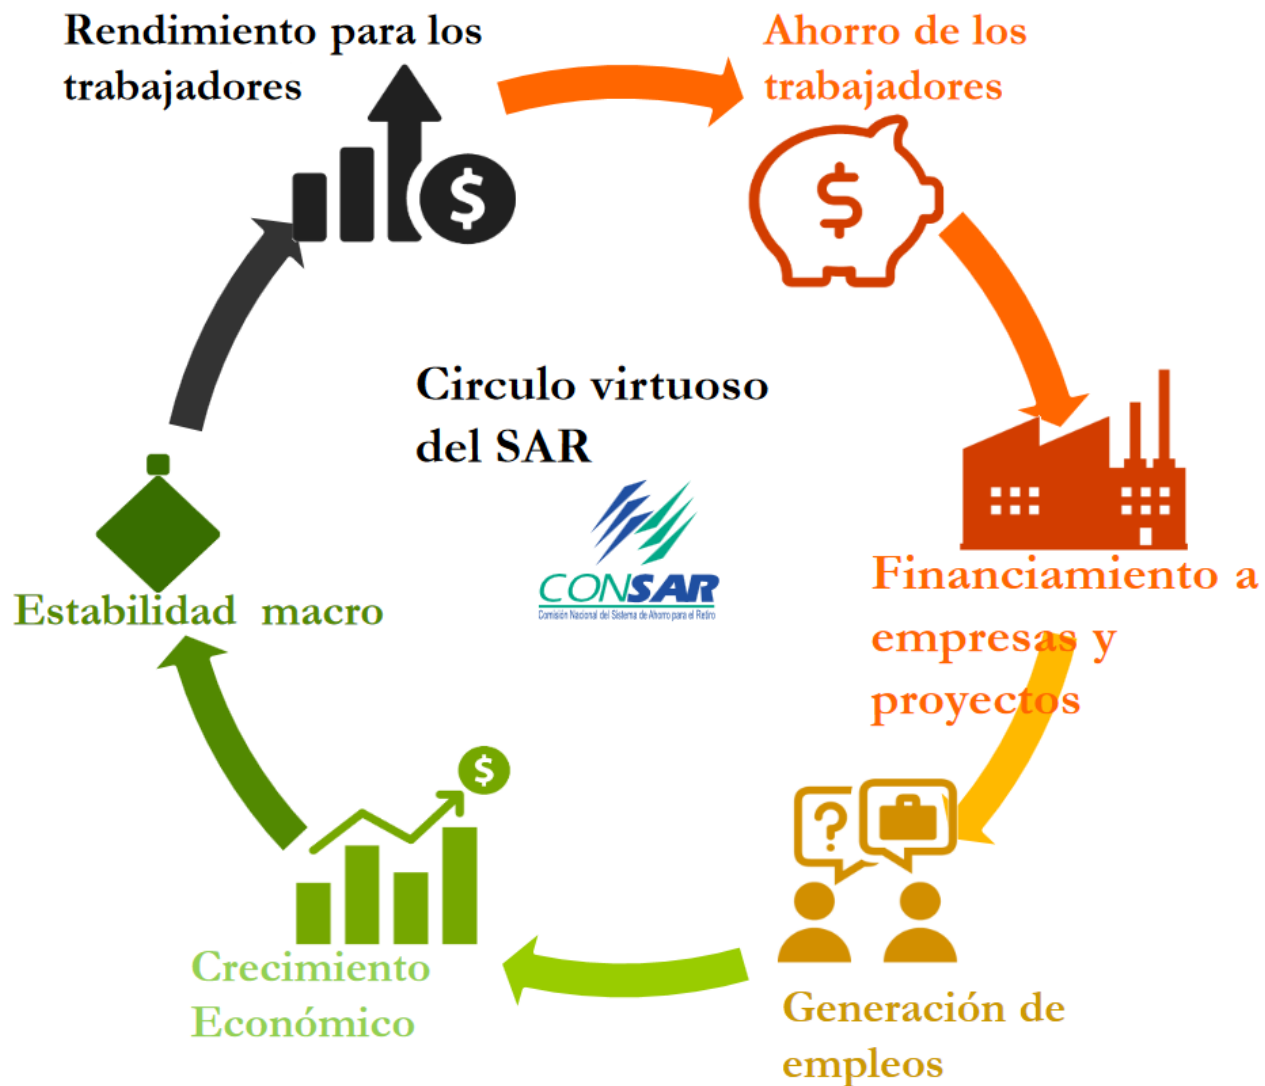 Rendimiento para los
trabajadores
$
Ahorro de los
trabajadores
$
Circulo virtuoso
del SAR
CONSAR
Comisión Nacional del Sistema de Ahorro para el Retiro
Financiamiento a
empresas y
proyectos
?
Generación de
empleos
$
Crecimiento
Económico
Estabilidad macro